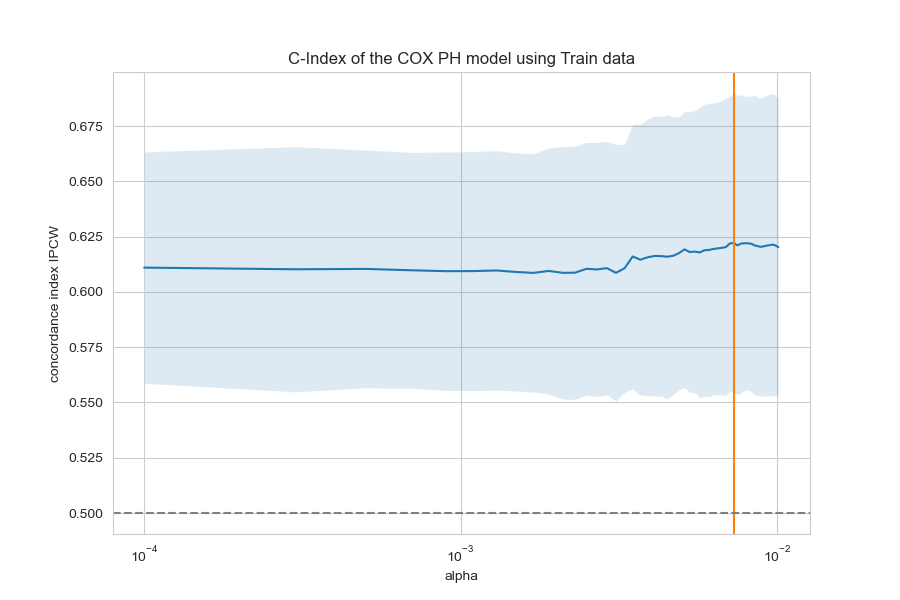 C-Index of the COX PH model using Train data
concordance index IPCW
0.675
0.650
0.625
0.600
0.575
0.550
0.525
0.500
10⁻⁴ 10⁻³ 10⁻²
alpha